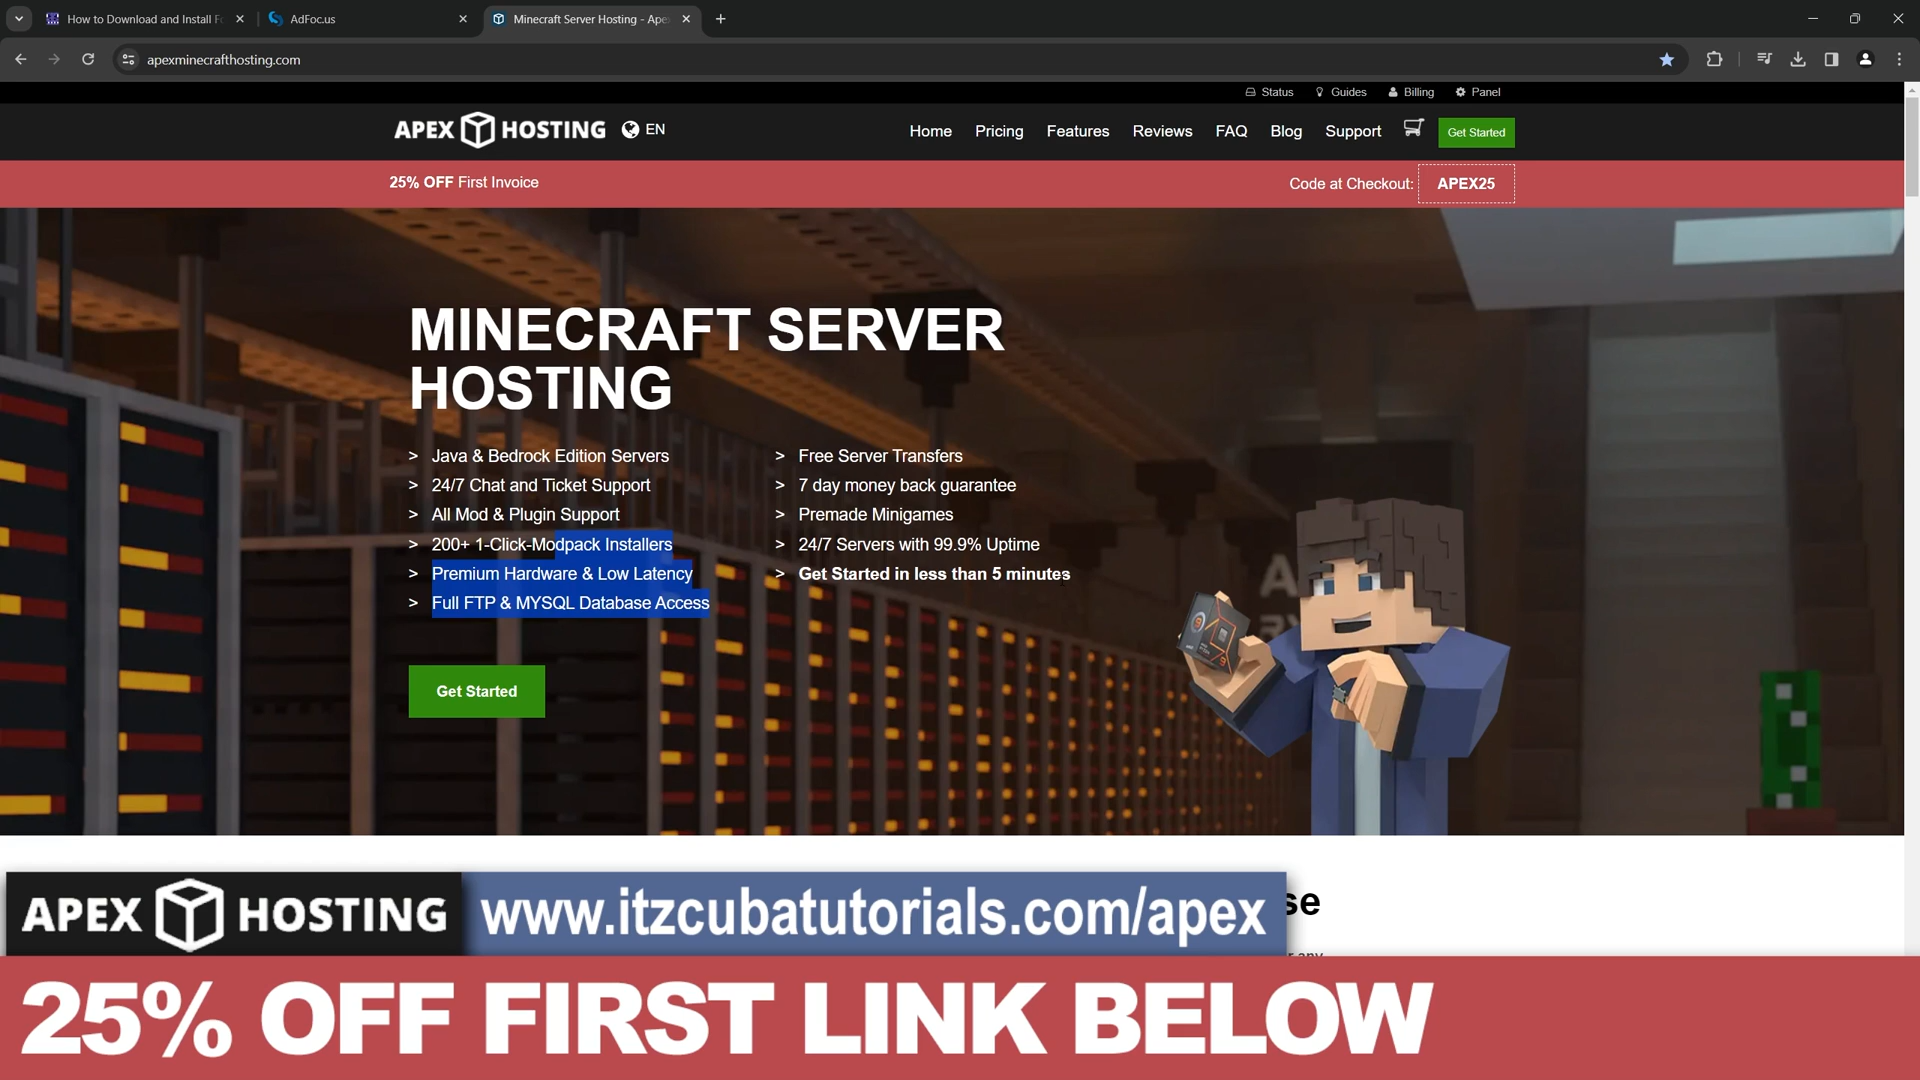 How to Download and Install F
AdFoc.us
Minecraft Server Hosting - Ape
apexminecrafthosting.com
Status
Guides
Billing
Panel
APEX HOSTING
EN
Home
Pricing
Features
Reviews
FAQ
Blog
Support
Get Started
25% OFF First Invoice
Code at Checkout: APEX25
MINECRAFT SERVER
HOSTING
> Java & Bedrock Edition Servers
> 24/7 Chat and Ticket Support
> All Mod & Plugin Support
> 200+ 1-Click-Modpack Installers
> Premium Hardware & Low Latency
> Full FTP & MYSQL Database Access
> Free Server Transfers
> 7 day money back guarantee
> Premade Minigames
> 24/7 Servers with 99.9% Uptime
> Get Started in less than 5 minutes
Get Started
se
APEX HOSTING
www.itzcubatutorials.com/apex
25% OFF FIRST LINK BELOW